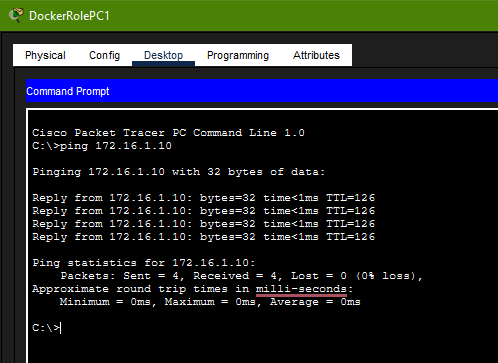 DockerRolePC1
Physical Config Desktop Programming Attributes
Command Prompt
Cisco Packet Tracer PC Command Line 1.0
C:\>ping 172.16.1.10
Pinging 172.16.1.10 with 32 bytes of data:
Reply from 172.16.1.10: bytes=32 time<1ms TTL=126
Reply from 172.16.1.10: bytes=32 time<1ms TTL=126
Reply from 172.16.1.10: bytes=32 time<1ms TTL=126
Reply from 172.16.1.10: bytes=32 time<1ms TTL=126
Ping statistics for 172.16.1.10:
Packets: Sent = 4, Received = 4, Lost = 0 (0% loss),
Approximate round trip times in milli-seconds:
Minimum = 0ms, Maximum = 0ms, Average = 0ms
C:\>